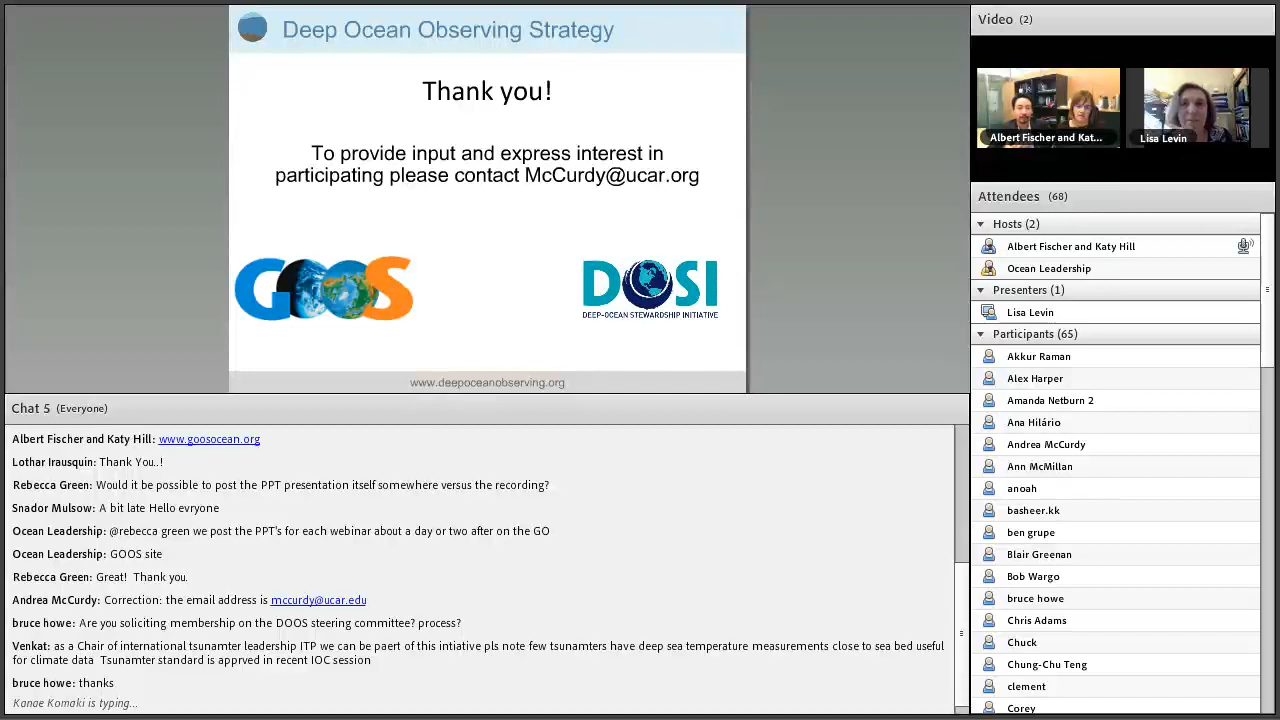 Deep Ocean Observing Strategy
Thank you!
To provide input and express interest in
participating please contact McCurdy@ucar.org
GOOS
DOSI
DEEP-OCEAN STEWARDSHIP INITIATIVE
www.deepoceanobserving.org
Chat 5 (Everyone)
Albert Fischer and Katy Hill: www.goosocean.org
Lothar Irausquin: Thank You..!
Rebecca Green: Would it be possible to post the PPT presentation itself somewhere versus the recording?
Snador Mulsow: A bit late Hello evryone
Ocean Leadership: @rebecca green we post the PPT's for each webinar about a day or two after on the GO
Ocean Leadership: GOOS site
Rebecca Green: Great! Thank you.
Andrea McCurdy: Correction: the email address is mccurdy@ucar.edu
bruce howe: Are you soliciting membership on the DOOS steering committee? process?
Venkat: as a Chair of international tsunamter leadership ITP we can be paert of this intiative pls note few tsunamters have deep sea temperature measurements close to sea bed useful
for climate data Tsunamter standard is apprved in recent IOC session
bruce howe: thanks
Kanae Komaki is typing...
Video (2)
Albert Fischer and Kat...
Lisa Levin
Attendees (68)
Hosts (2)
Albert Fischer and Katy Hill
Ocean Leadership
Presenters (1)
Lisa Levin
Participants (65)
Akkur Raman
Alex Harper
Amanda Netburn 2
Ana Hilário
Andrea McCurdy
Ann McMillan
anoah
basheer.kk
ben grupe
Blair Greenan
Bob Wargo
bruce howe
Chris Adams
Chuck
Chung-Chu Teng
clement
Corey